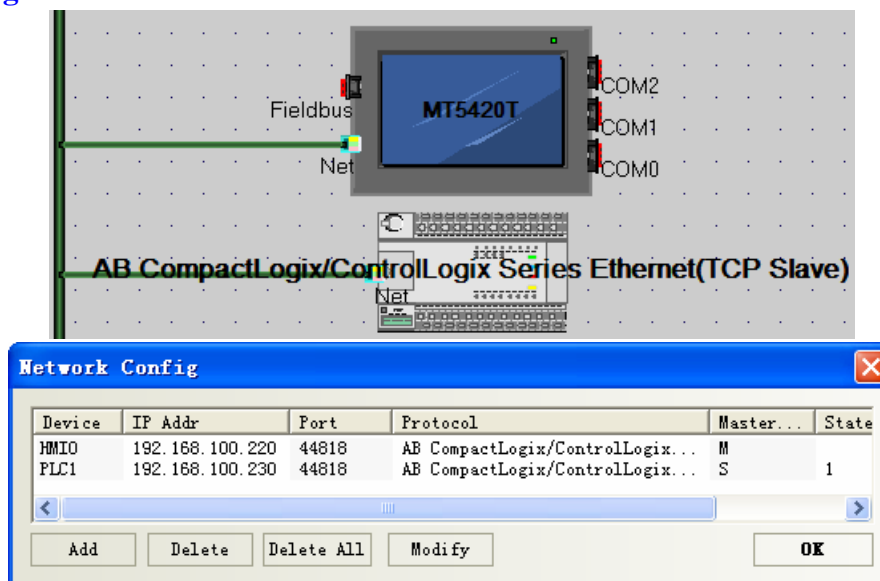 g
COM2
Fieldbus
MT5420T
COM1
Net
COM0
AB CompactLogix/ControlLogix Series Ethernet(TCP Slave)
Net
Network Config
Device IP Addr Port Protocol Master... State
HMI0 192.168.100.220 44818 AB CompactLogix/ControlLogix... M
PLC1 192.168.100.230 44818 AB CompactLogix/ControlLogix... S 1
Add Delete Delete All Modify OK